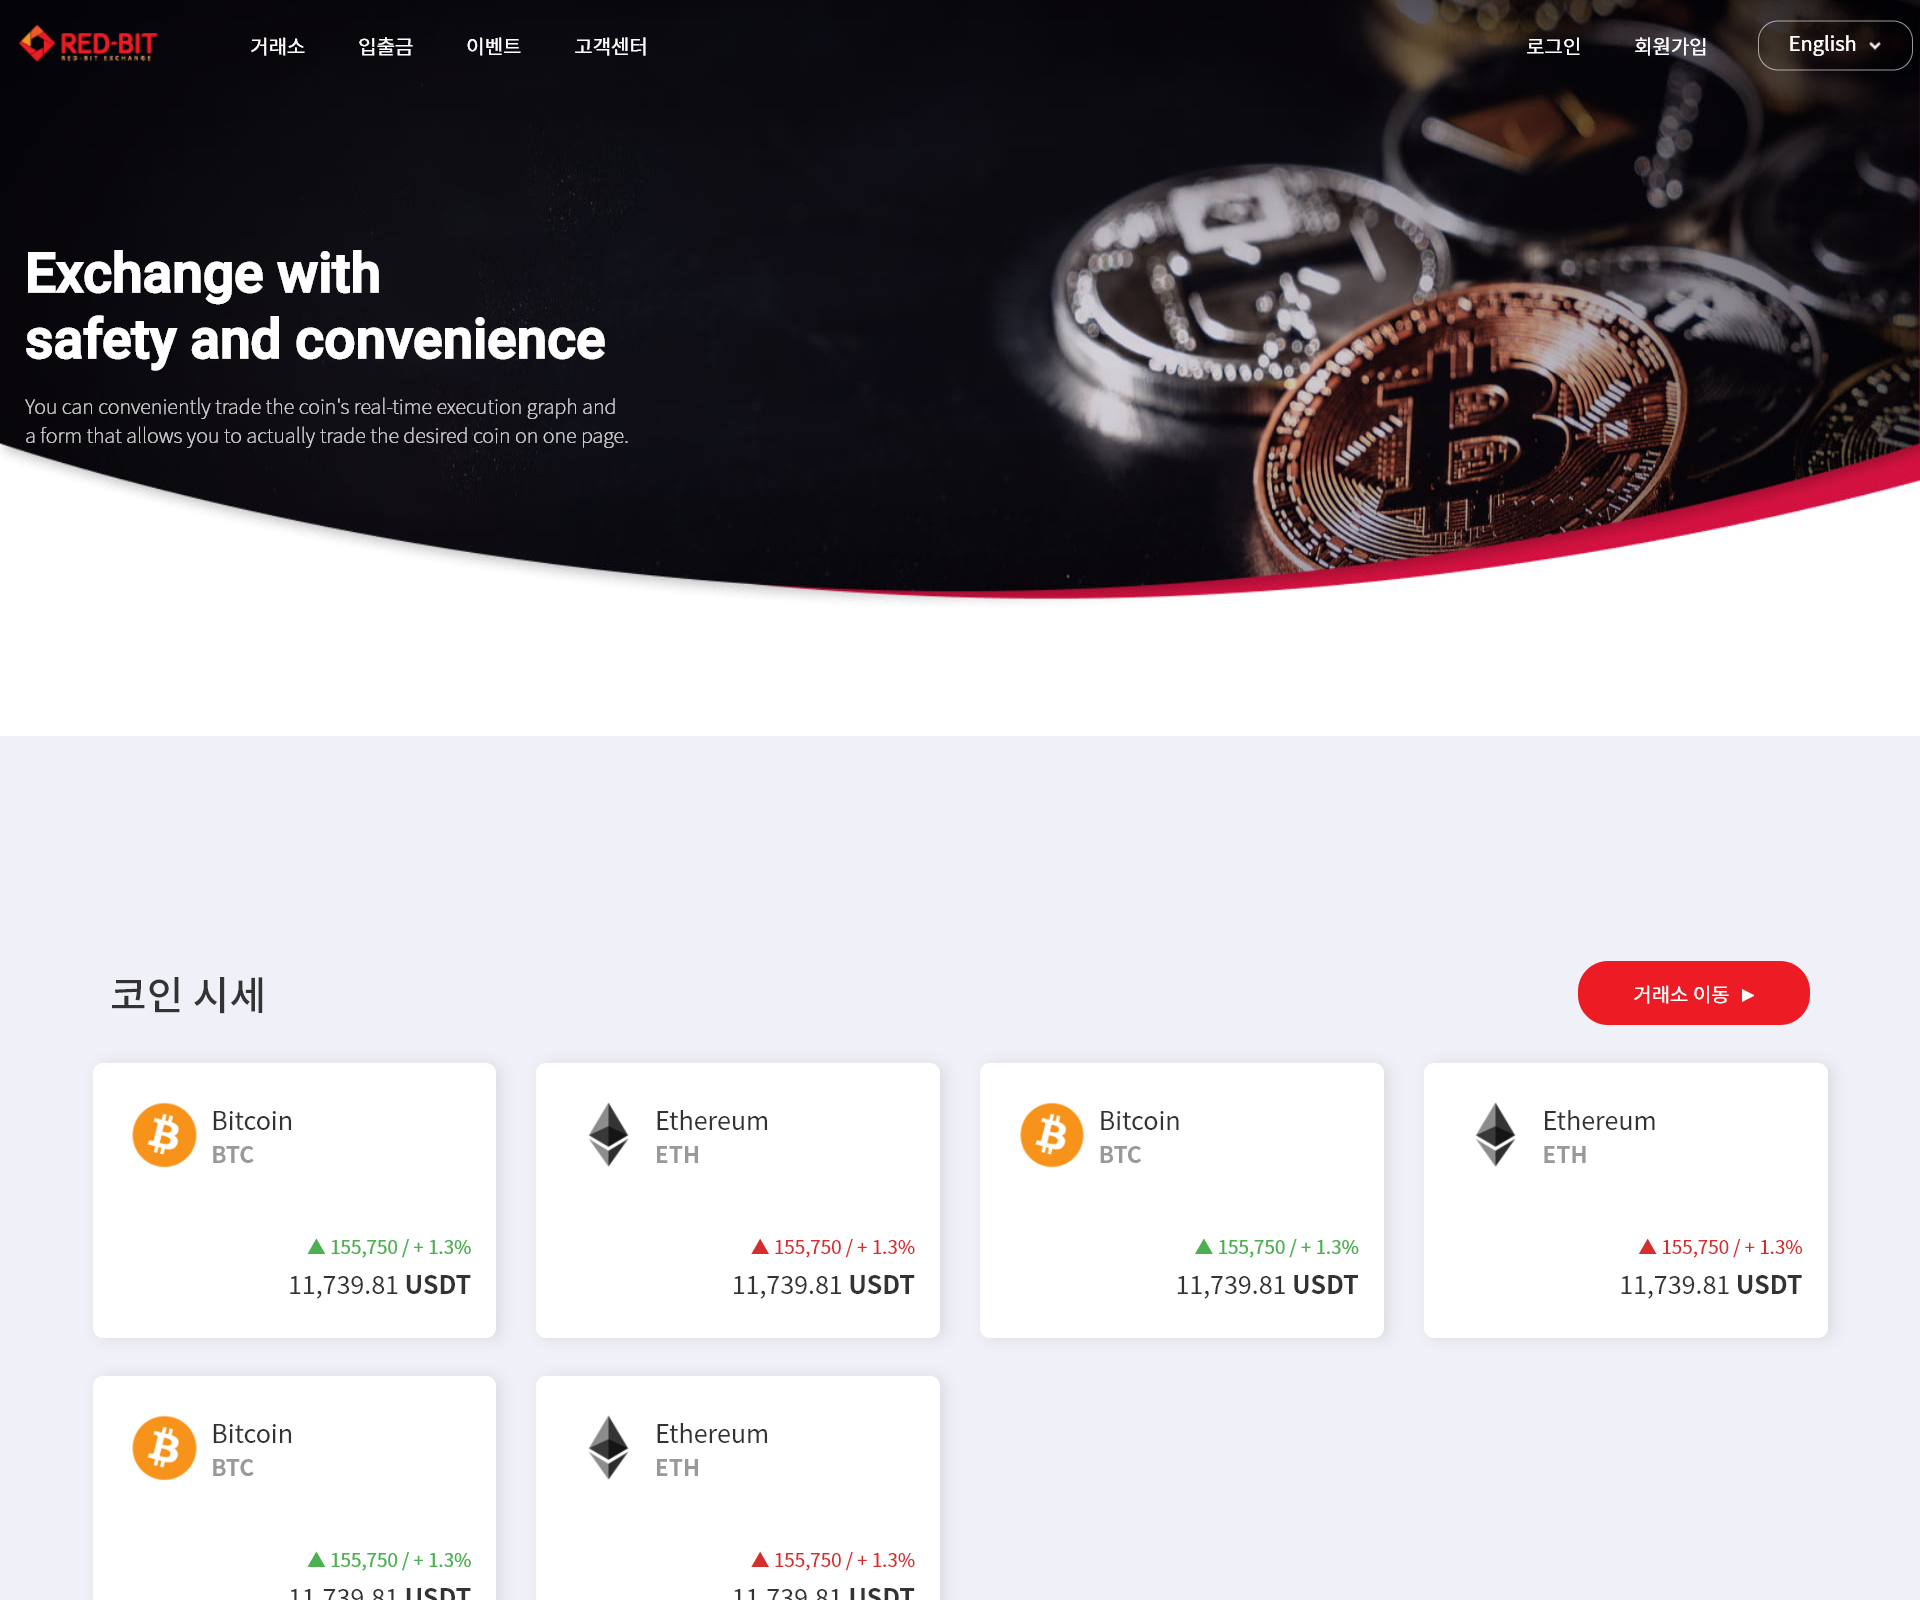 RED-BIT
RED-BIT EXCHANGE
거래소
입출금
이벤트
고객센터
로그인
회원가입
English
Exchange with
safety and convenience
You can conveniently trade the coin's real-time execution graph and
a form that allows you to actually trade the desired coin on one page.
코인 시세
거래소 이동 ▶
Bitcoin
BTC
▲ 155,750 / + 1.3%
11,739.81 USDT
Ethereum
ETH
▲ 155,750 / + 1.3%
11,739.81 USDT
Bitcoin
BTC
▲ 155,750 / + 1.3%
11,739.81 USDT
Ethereum
ETH
▲ 155,750 / + 1.3%
11,739.81 USDT
Bitcoin
BTC
▲ 155,750 / + 1.3%
11,739.81 USDT
Ethereum
ETH
▲ 155,750 / + 1.3%
11,739.81 USDT